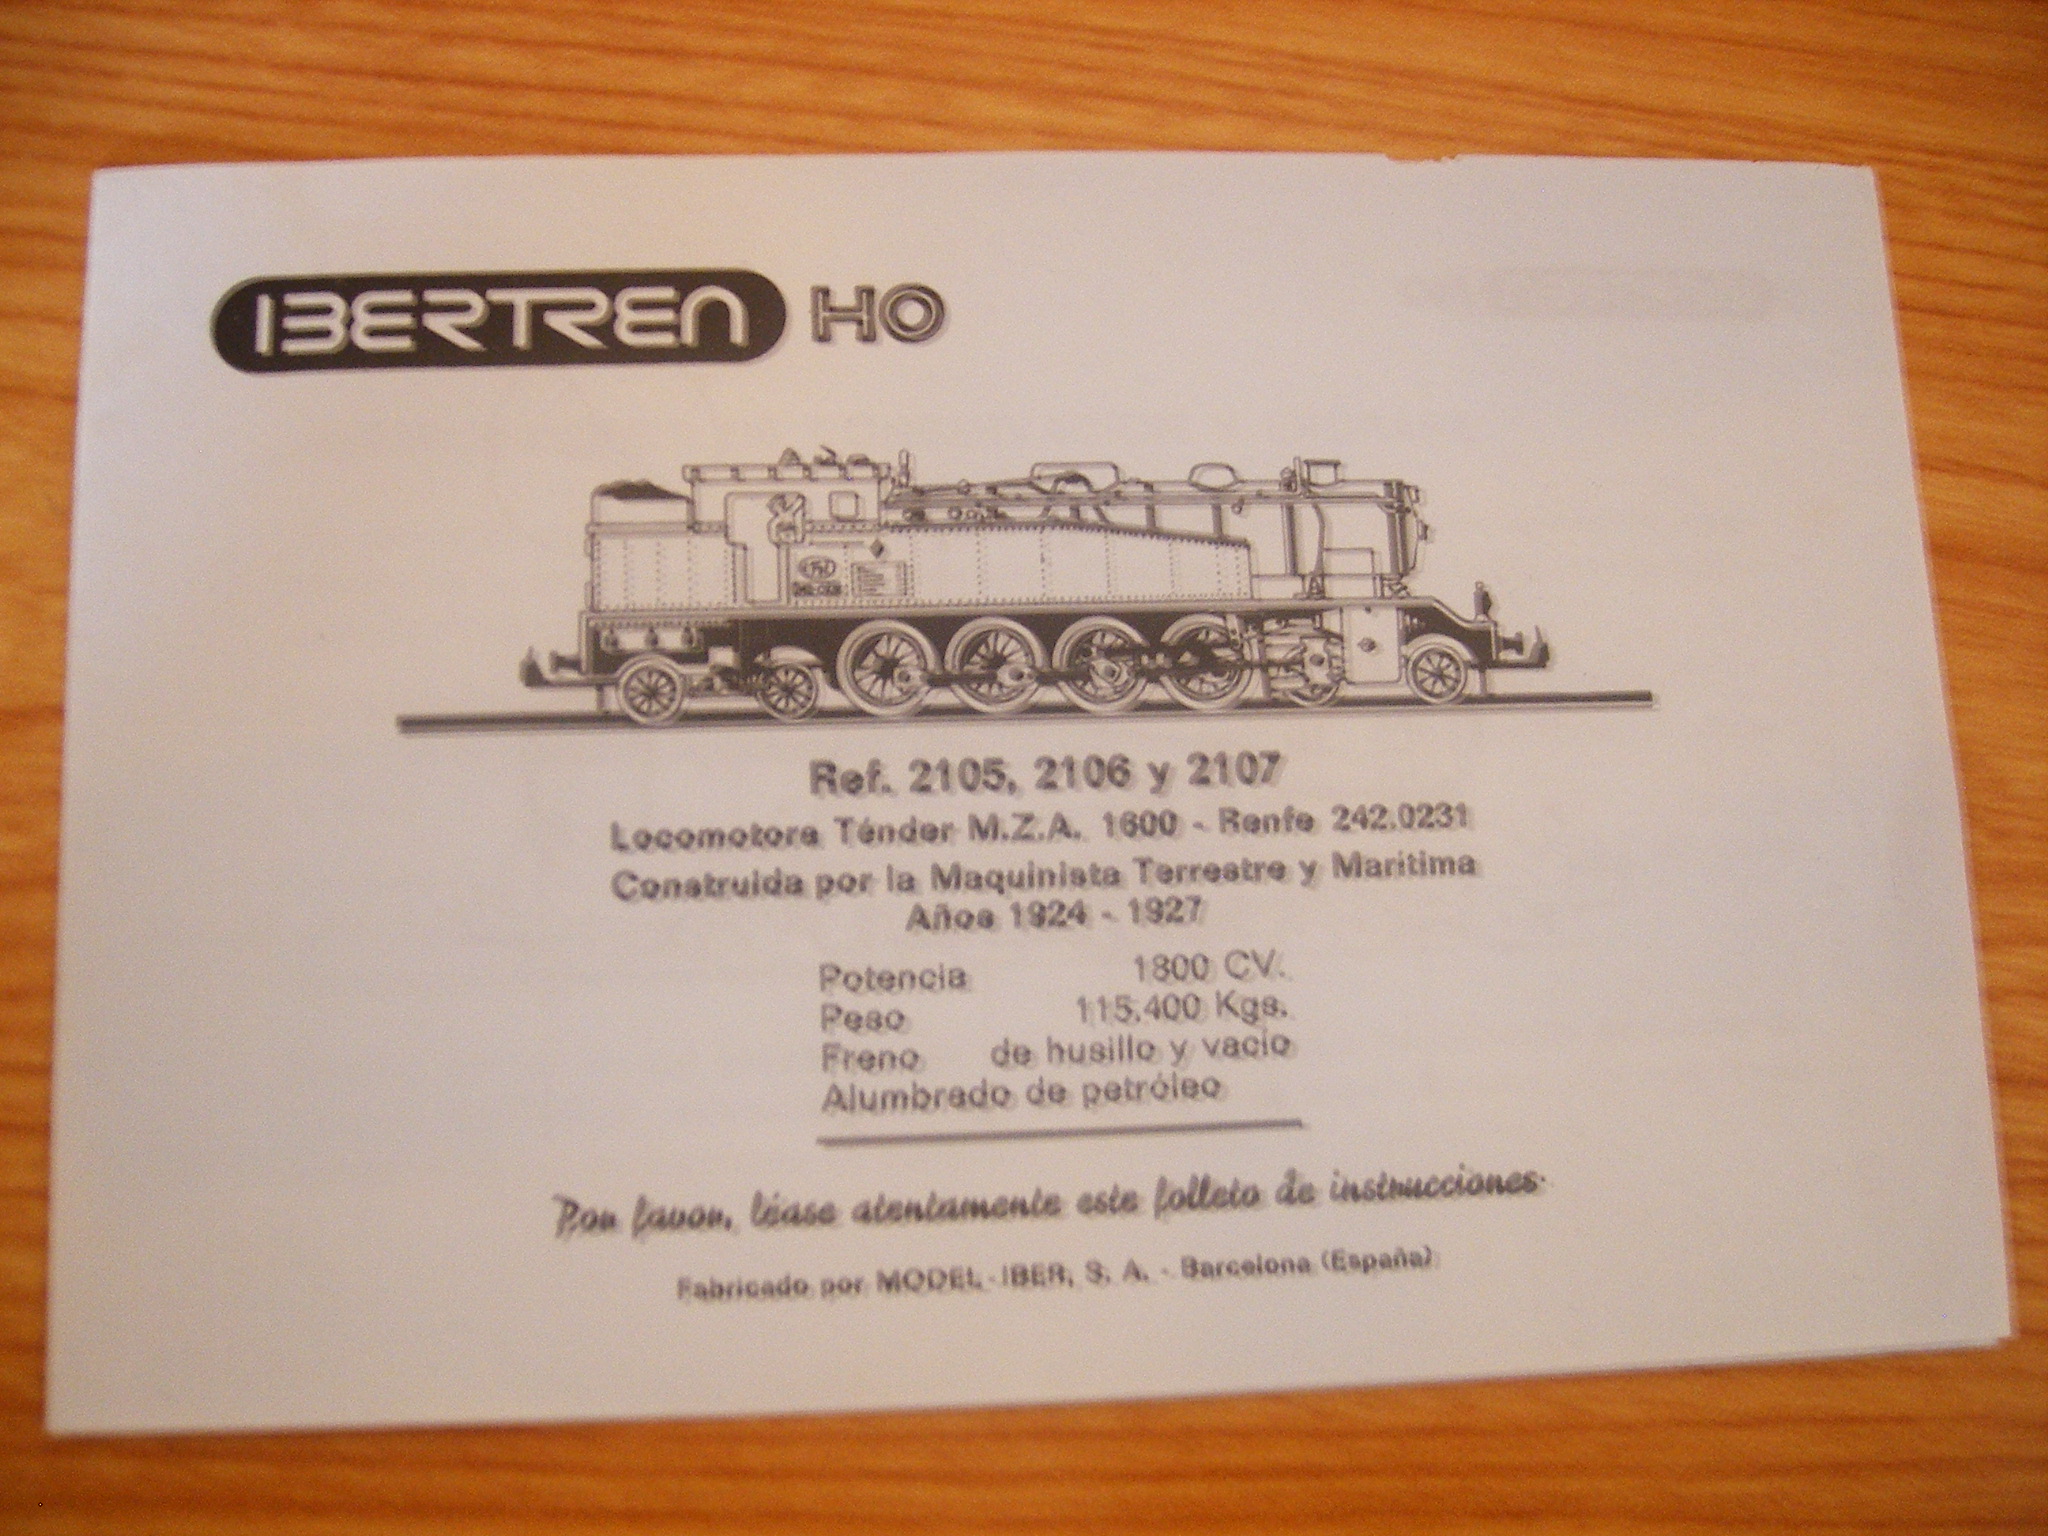 IBERTREN HO
Ref. 2105, 2106 y 2107
Locomotora Ténder M.Z.A. 1600 - Renfe 242.0231
Construida por la Maquinista Terrestre y Marítima
Años 1924 - 1927
Potencia 1800 CV.
Peso 115.400 Kgs.
Freno de husillo y vacío
Alumbrado de petróleo
Por favor, léase atentamente este folleto de instrucciones.
Fabricado por MODEL-IBER, S. A. - Barcelona (España)